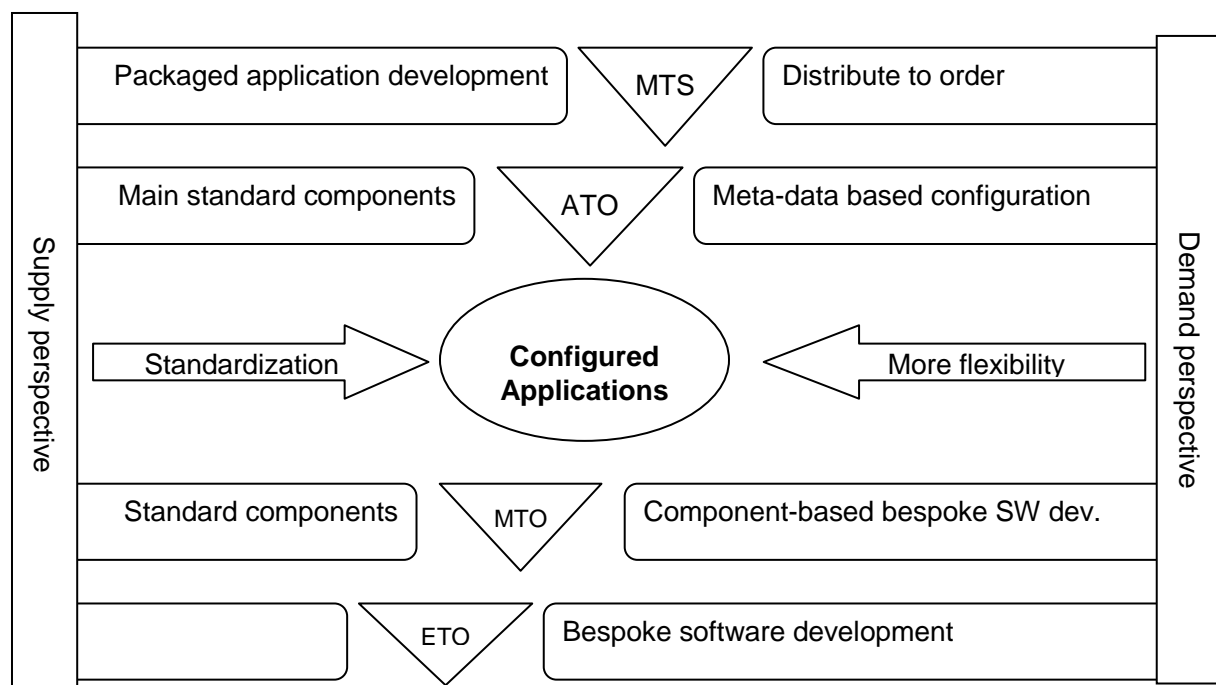 Packaged application development
MTS
Distribute to order
Main standard components
ATO
Meta-data based configuration
Supply perspective
Standardization
Configured
Applications
More flexibility
Demand perspective
Standard components
MTO
Component-based bespoke SW dev.
ETO
Bespoke software development